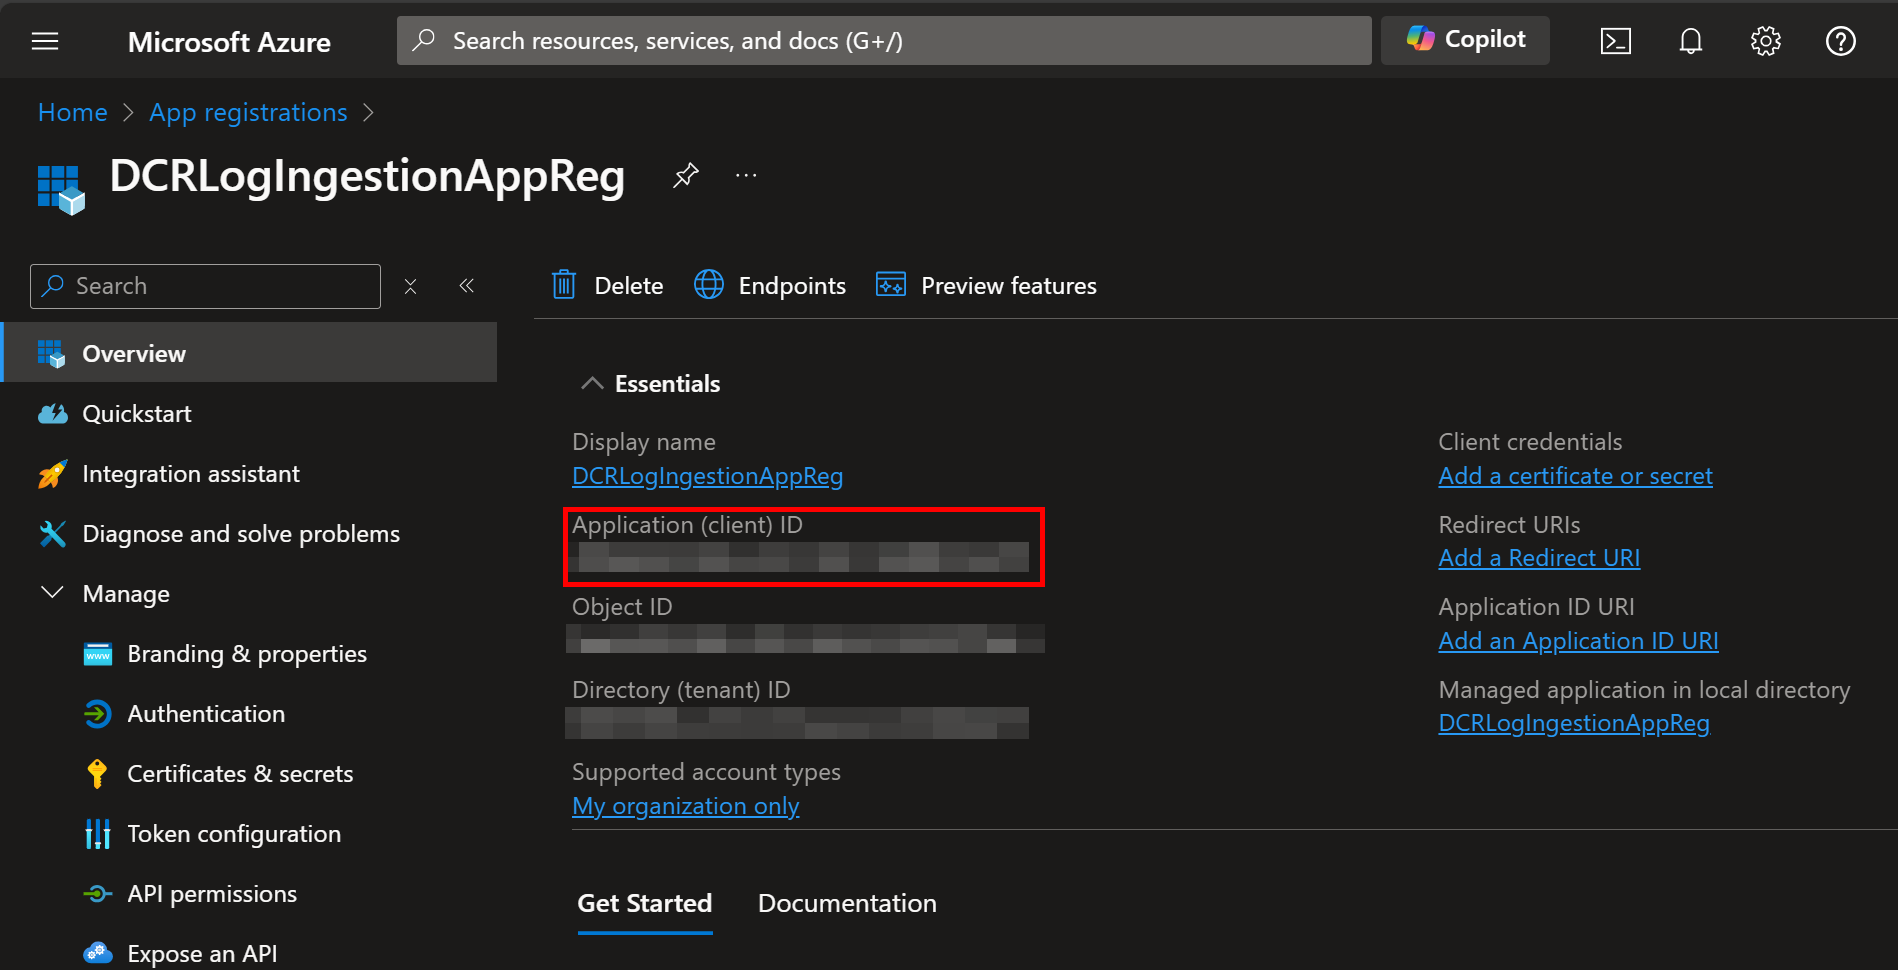 Microsoft Azure
Search resources, services, and docs (G+/)
Copilot
Home > App registrations >
DCRLogIngestionAppReg
...
Search
Delete
Endpoints
Preview features
Overview
Quickstart
Integration assistant
Diagnose and solve problems
Manage
Branding & properties
Authentication
Certificates & secrets
Token configuration
API permissions
Expose an API
Essentials
Display name
DCRLogIngestionAppReg
Application (client) ID
Object ID
Directory (tenant) ID
Supported account types
My organization only
Client credentials
Add a certificate or secret
Redirect URIs
Add a Redirect URI
Application ID URI
Add an Application ID URI
Managed application in local directory
DCRLogIngestionAppReg
Get Started
Documentation